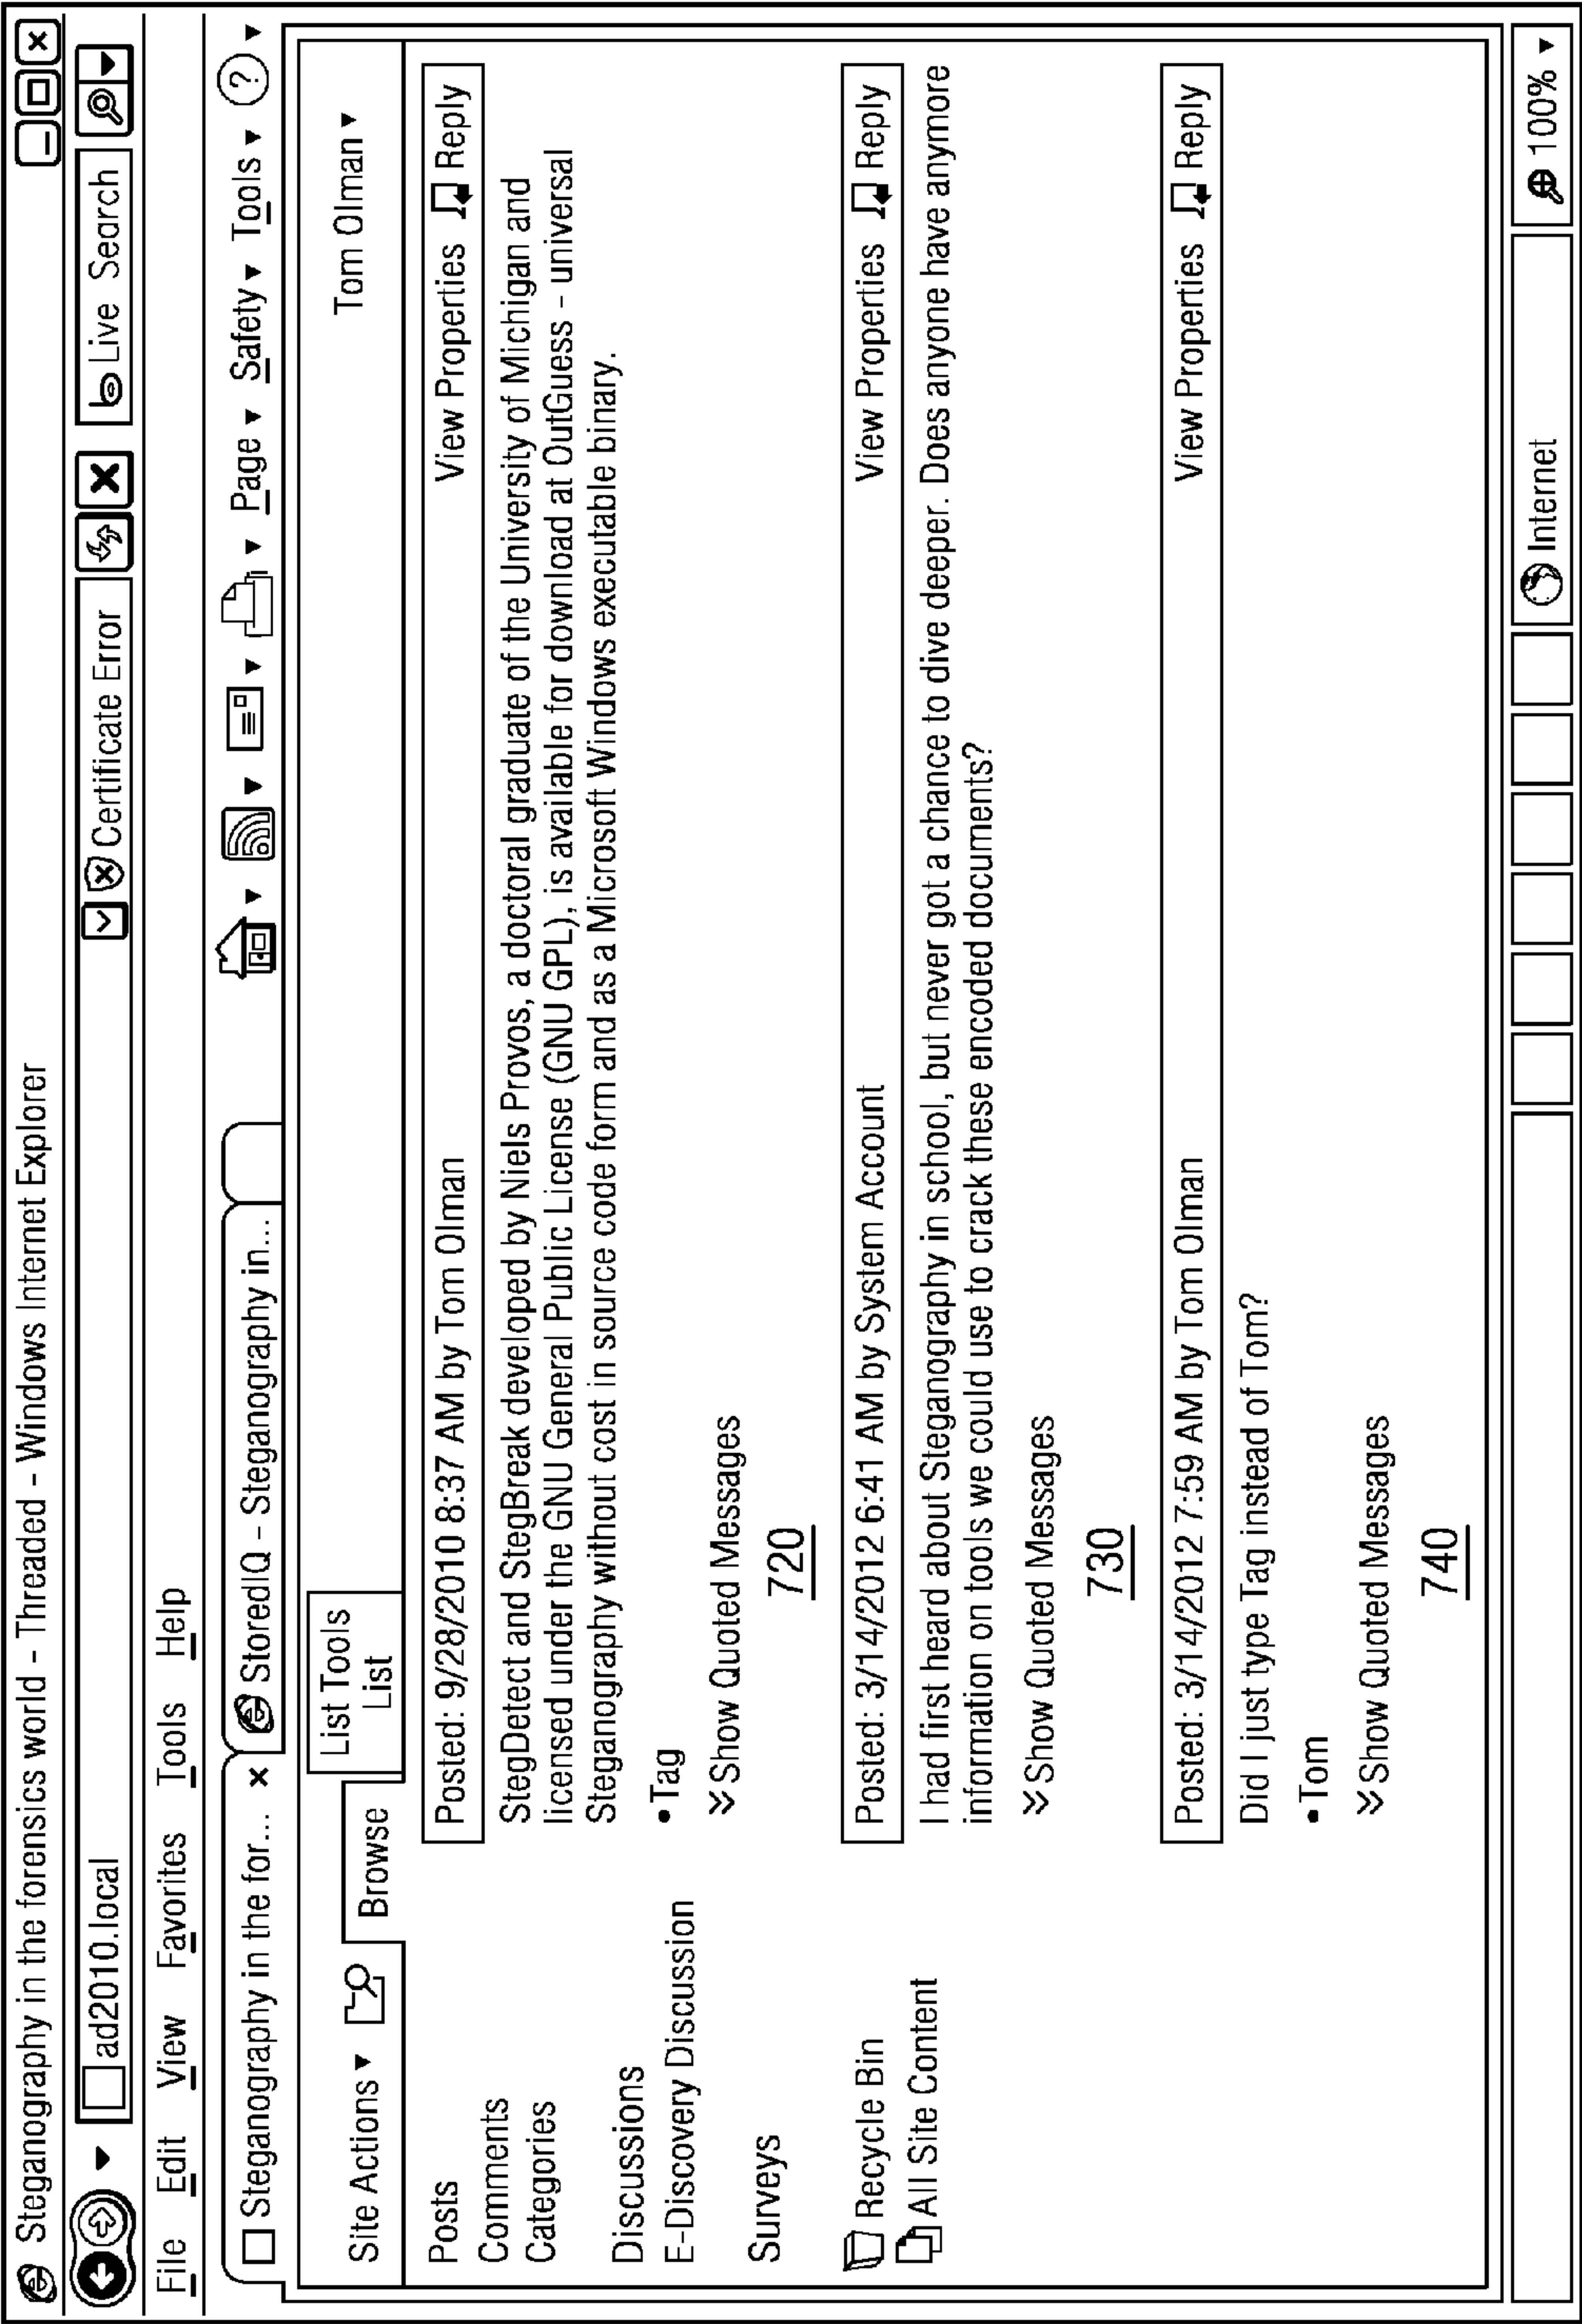 Steganography in the forensics world - Threaded - Windows Internet Explorer
ad2010.local
Certificate Error
Live Search
File Edit View Favorites Tools Help
Steganography in the for... x
StoredIQ - Steganography in...
Page Safety Tools ?
Site Actions
Browse
List Tools
List
Tom Olman
Posts
Comments
Categories
Discussions
E-Discovery Discussion
Surveys
Recycle Bin
All Site Content
Posted: 9/28/2010 8:37 AM by Tom Olman View Properties Reply
StegDetect and StegBreak developed by Niels Provos, a doctoral graduate of the University of Michigan and
licensed under the GNU General Public License (GNU GPL), is available for download at OutGuess - universal
Steganography without cost in source code form and as a Microsoft Windows executable binary.
• Tag
Show Quoted Messages
720
Posted: 3/14/2012 6:41 AM by System Account View Properties Reply
I had first heard about Steganography in school, but never got a chance to dive deeper. Does anyone have anymore
information on tools we could use to crack these encoded documents?
Show Quoted Messages
730
Posted: 3/14/2012 7:59 AM by Tom Olman View Properties Reply
Did I just type Tag instead of Tom?
• Tom
Show Quoted Messages
740
Internet
100%